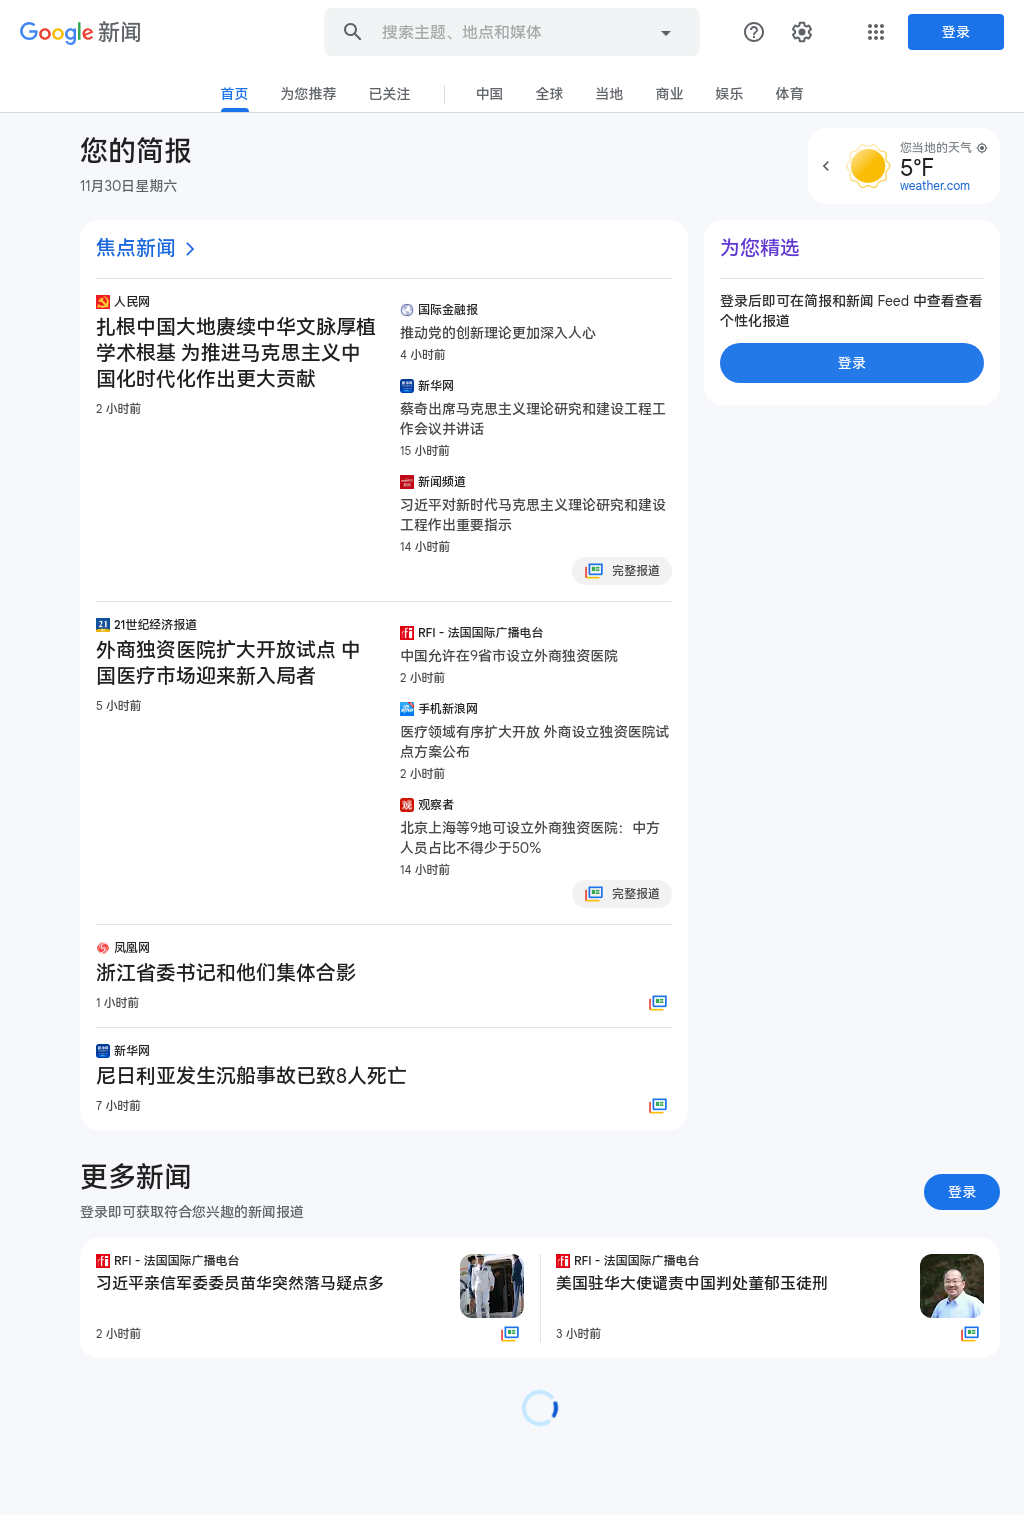 Google 新闻
搜索主题、地点和媒体
登录
首页
为您推荐
已关注
中国
全球
当地
商业
娱乐
体育
您的简报
11月30日星期六
您当地的天气
5°F
weather.com
焦点新闻
人民网
扎根中国大地赓续中华文脉厚植
学术根基 为推进马克思主义中
国化时代化作出更大贡献
2 小时前
国际金融报
推动党的创新理论更加深入人心
4 小时前
新华网
蔡奇出席马克思主义理论研究和建设工程工
作会议并讲话
15 小时前
新闻频道
习近平对新时代马克思主义理论研究和建设
工程作出重要指示
14 小时前
完整报道
21世纪经济报道
外商独资医院扩大开放试点 中
国医疗市场迎来新入局者
5 小时前
RFI - 法国国际广播电台
中国允许在9省市设立外商独资医院
2 小时前
手机新浪网
医疗领域有序扩大开放 外商设立独资医院试
点方案公布
2 小时前
观察者
北京上海等9地可设立外商独资医院：中方
人员占比不得少于50%
14 小时前
完整报道
凤凰网
浙江省委书记和他们集体合影
1 小时前
新华网
尼日利亚发生沉船事故已致8人死亡
7 小时前
为您精选
登录后即可在简报和新闻 Feed 中查看查看
个性化报道
登录
更多新闻
登录即可获取符合您兴趣的新闻报道
登录
RFI - 法国国际广播电台
习近平亲信军委委员苗华突然落马疑点多
2 小时前
RFI - 法国国际广播电台
美国驻华大使谴责中国判处董郁玉徒刑
3 小时前